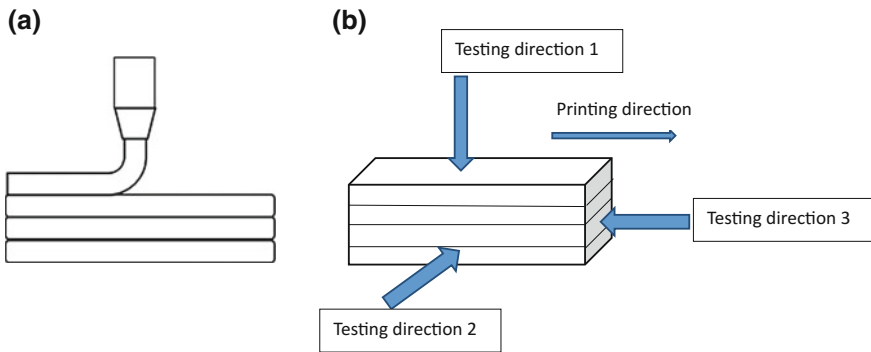 (a)
(b)
Testing direction 1
Printing direction
Testing direction 3
Testing direction 2